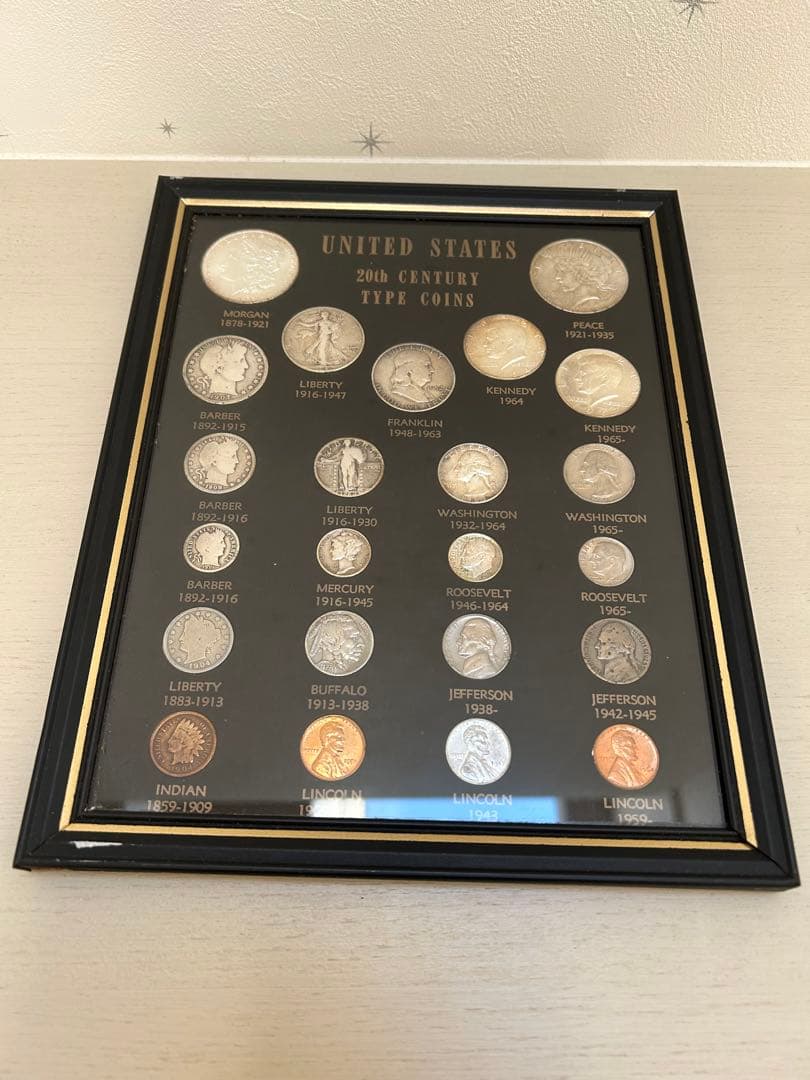 UNITED STATES
20th CENTURY
TYPE COINS
MORGAN
1878-1921
PEACE
1921-1935
LIBERTY
1916-1947
KENNEDY
1964
BARBER
1892-1915
FRANKLIN
1948-1963
KENNEDY
1965-
BARBER
1892-1916
LIBERTY
1916-1930
WASHINGTON
1932-1964
WASHINGTON
1965-
BARBER
1892-1916
MERCURY
1916-1945
ROOSEVELT
1946-1964
ROOSEVELT
1965-
1904
LIBERTY
1883-1913
BUFFALO
1913-1938
JEFFERSON
1938-
JEFFERSON
1942-1945
INDIAN
1859-1909
LINCOLN
LINCOLN
1943
LINCOLN
1959-